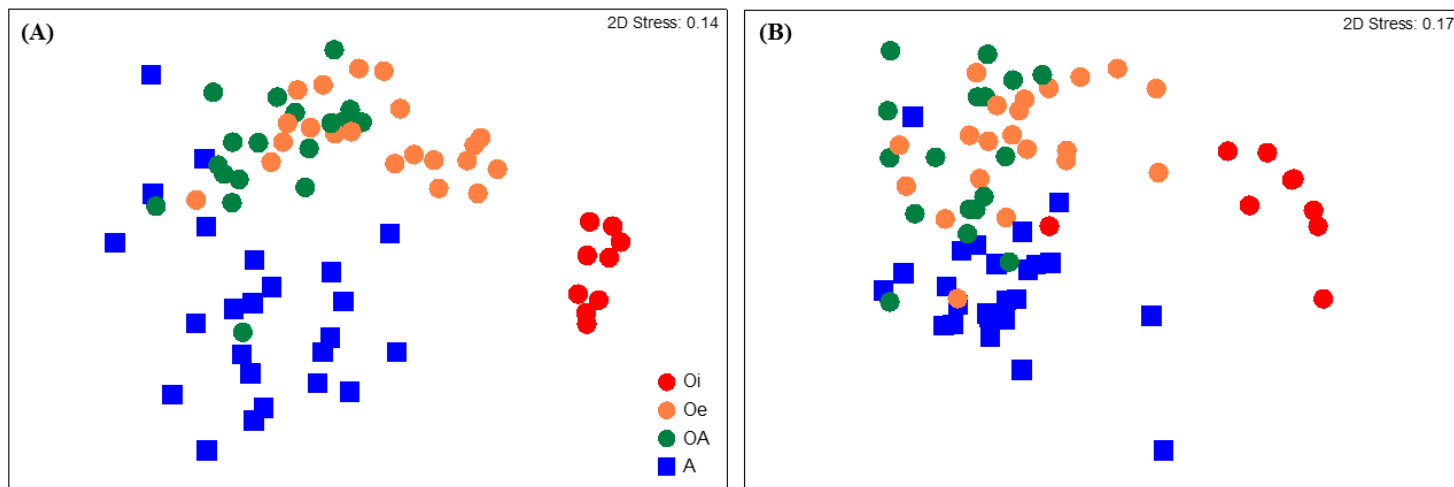 (A)
2D Stress: 0.14
Oi
Oe
OA
A
(B)
2D Stress: 0.17